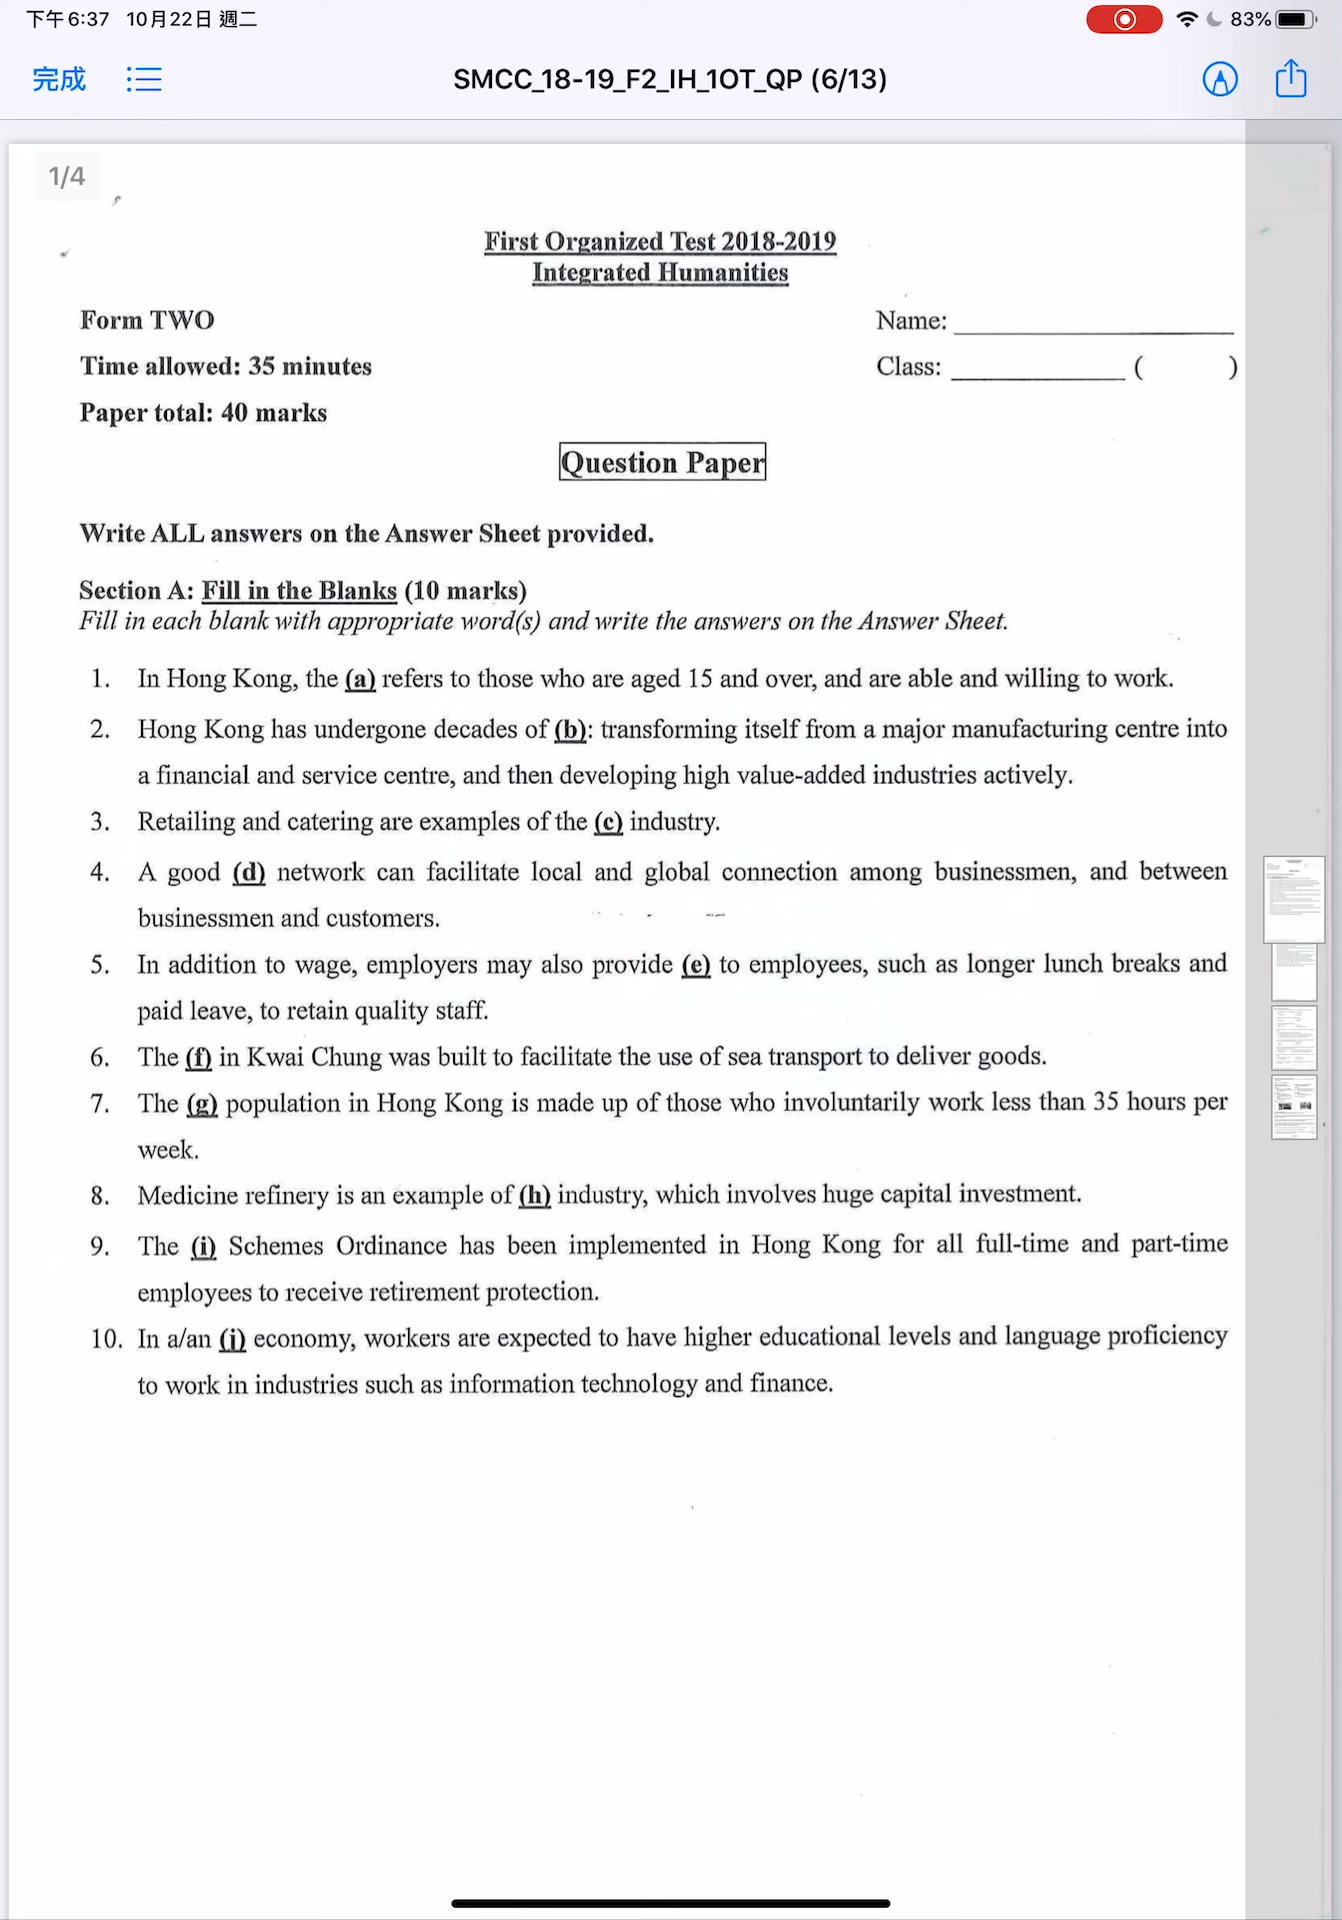 下午6:37 10月22日 週二
83%
完成
SMCC_18-19_F2_IH_1OT_QP (6/13)
1/4
First Organized Test 2018-2019
Integrated Humanities
Form TWO
Name:
Time allowed: 35 minutes
Class: ( )
Paper total: 40 marks
Question Paper
Write ALL answers on the Answer Sheet provided.
Section A: Fill in the Blanks (10 marks)
Fill in each blank with appropriate word(s) and write the answers on the Answer Sheet.
1. In Hong Kong, the (a) refers to those who are aged 15 and over, and are able and willing to work.
2. Hong Kong has undergone decades of (b): transforming itself from a major manufacturing centre into
a financial and service centre, and then developing high value-added industries actively.
3. Retailing and catering are examples of the (c) industry.
4. A good (d) network can facilitate local and global connection among businessmen, and between
businessmen and customers.
5. In addition to wage, employers may also provide (e) to employees, such as longer lunch breaks and
paid leave, to retain quality staff.
6. The (f) in Kwai Chung was built to facilitate the use of sea transport to deliver goods.
7. The (g) population in Hong Kong is made up of those who involuntarily work less than 35 hours per
week.
8. Medicine refinery is an example of (h) industry, which involves huge capital investment.
9. The (i) Schemes Ordinance has been implemented in Hong Kong for all full-time and part-time
employees to receive retirement protection.
10. In a/an (j) economy, workers are expected to have higher educational levels and language proficiency
to work in industries such as information technology and finance.